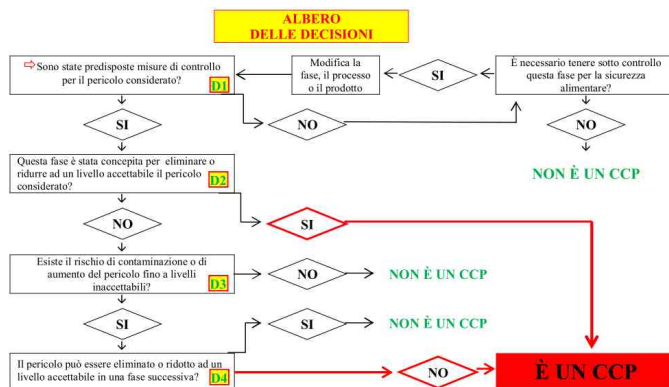 ALBERO
DELLE DECISIONI
⇨Sono state predisposte misure di controllo
per il pericolo considerato?
D1
Modifica la
fase, il processo
o il prodotto
SI
È necessario tenere sotto controllo
questa fase per la sicurezza
alimentare?
SI
NO
NO
NON È UN CCP
Questa fase è stata concepita per eliminare o
ridurre ad un livello accettabile il pericolo
considerato?
D2
NO
SI
Esiste il rischio di contaminazione o di
aumento del pericolo fino a livelli
inaccettabili?
D3
NO
NON È UN CCP
SI
SI
NON È UN CCP
Il pericolo può essere eliminato o ridotto ad un
livello accettabile in una fase successiva?
D4
NO
È UN CCP